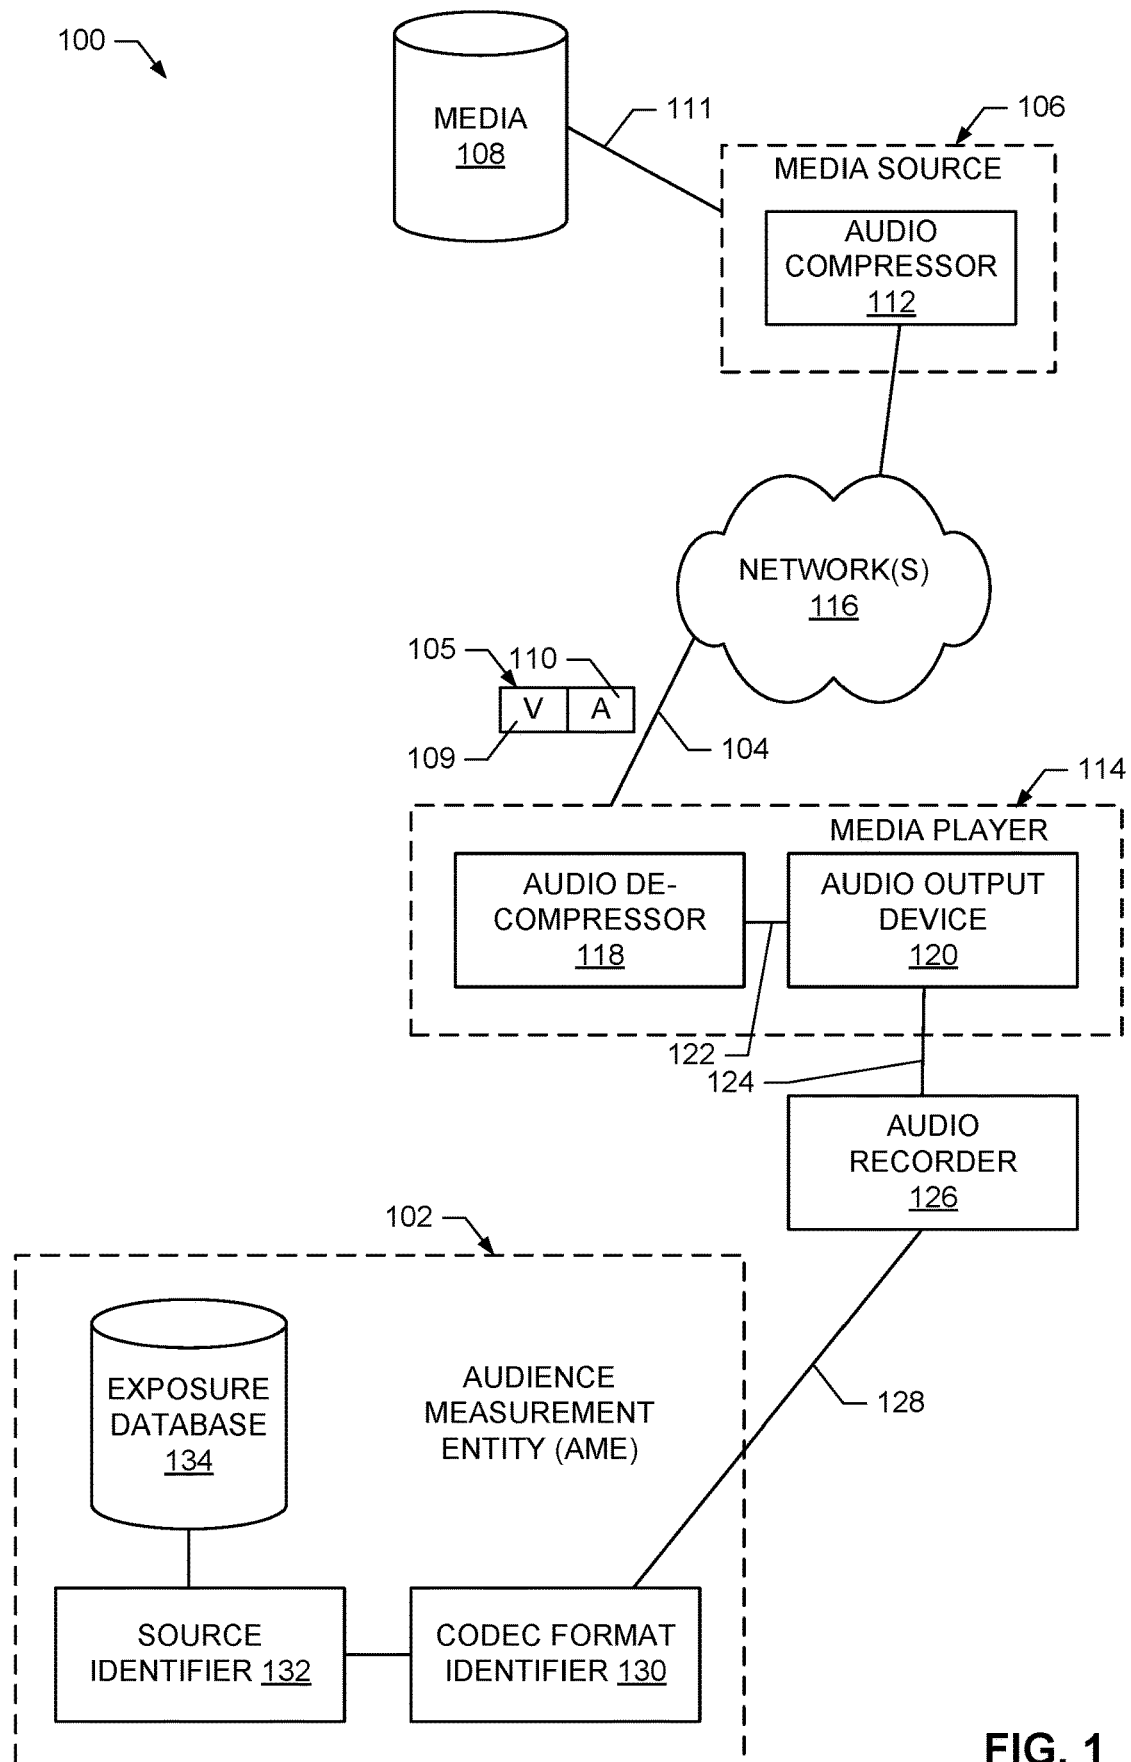 100
MEDIA
108
111
106
MEDIA SOURCE
AUDIO
COMPRESSOR
112
NETWORK(S)
116
105
110
V
A
109
104
114
MEDIA PLAYER
AUDIO DE-
COMPRESSOR
118
AUDIO OUTPUT
DEVICE
120
122
124
AUDIO
RECORDER
126
102
EXPOSURE
DATABASE
134
AUDIENCE
MEASUREMENT
ENTITY (AME)
128
SOURCE
IDENTIFIER 132
CODEC FORMAT
IDENTIFIER 130
FIG. 1